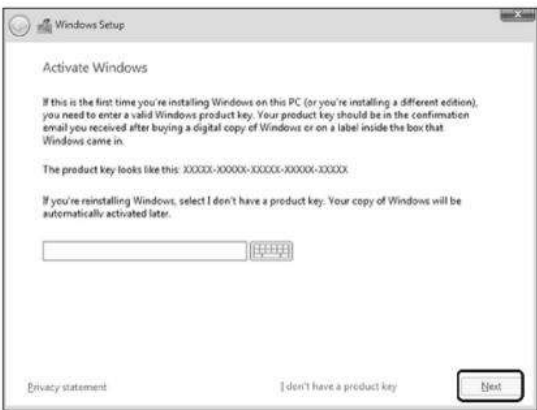 Windows Setup
Activate Windows
If this is the first time you're installing Windows on this PC (or you're installing a different edition),
you need to enter a valid Windows product key. Your product key should be in the confirmation
email you received after buying a digital copy of Windows or on a label inside the box that
Windows came in.
The product key looks like this: XXXXX-XXXXX-XXXXX-XXXXX-XXXXX
If you're reinstalling Windows, select I don't have a product key. Your copy of Windows will be
automatically activated later.
Privacy statement
I don't have a product key
Next